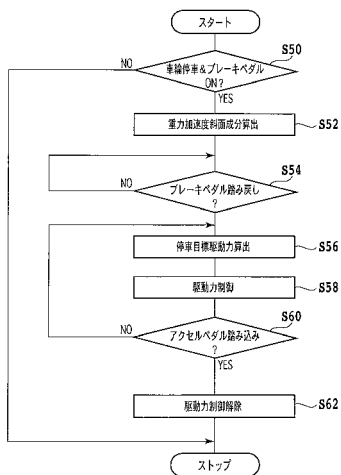 スタート
S50
NO
車輪停車&ブレーキペダル
ON?
YES
重力加速度斜面成分算出
S52
S54
NO
ブレーキペダル踏み戻し
?
停車目標駆動力算出
S56
駆動力制御
S58
S60
NO
アクセルペダル踏み込み
?
YES
駆動力制御解除
S62
ストップ